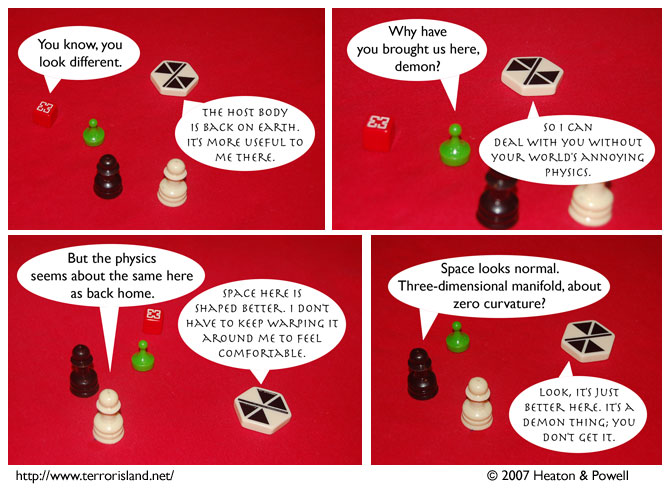 You know, you
look different.
THE HOST BODY
IS BACK ON EARTH.
IT'S MORE USEFUL TO
ME THERE.
Why have
you brought us here,
demon?
SO I CAN
DEAL WITH YOU WITHOUT
YOUR WORLD'S ANNOYING
PHYSICS.
But the physics
seems about the same here
as back home.
SPACE HERE IS
SHAPED BETTER. I DON'T
HAVE TO KEEP WARPING IT
AROUND ME TO FEEL
COMFORTABLE.
Space looks normal.
Three-dimensional manifold, about
zero curvature?
LOOK, IT'S JUST
BETTER HERE. IT'S A
DEMON THING; YOU
DON'T GET IT.
http://www.terrorisland.net/
© 2007 Heaton & Powell